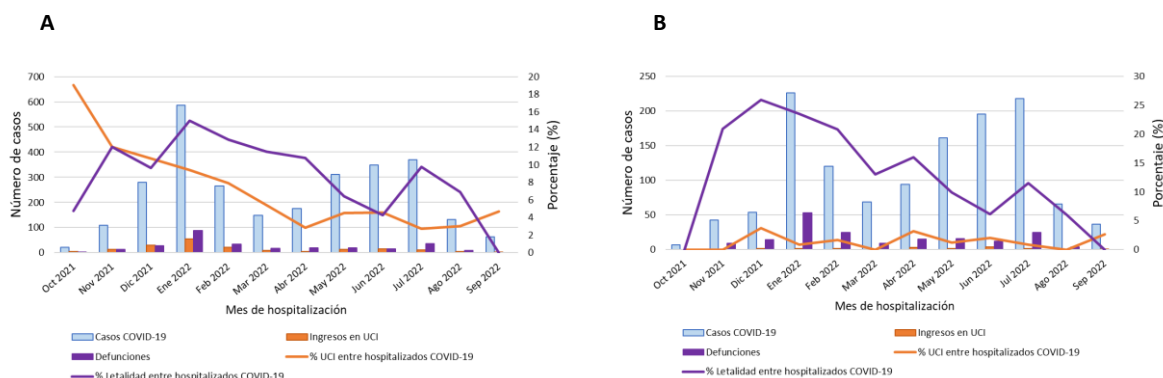 A
B
Número de casos
700
600
500
400
300
200
100
0
20
18
16
14
12
10
8
6
4
2
0
Porcentaje (%)
Oct 2021
Nov 2021
Dic 2021
Ene 2022
Feb 2022
Mar 2022
Abr 2022
May 2022
Jun 2022
Jul 2022
Ago 2022
Sep 2022
Mes de hospitalización
Casos COVID-19
Ingresos en UCI
Defunciones
% UCI entre hospitalizados COVID-19
% Letalidad entre hospitalizados COVID-19
Número de casos
250
200
150
100
50
0
30
25
20
15
10
5
0
Porcentaje (%)
Oct 2021
Nov 2021
Dic 2021
Ene 2022
Feb 2022
Mar 2022
Abr 2022
May 2022
Jun 2022
Jul 2022
Ago 2022
Sep 2022
Mes de hospitalización
Casos COVID-19
Ingresos en UCI
Defunciones
% UCI entre hospitalizados COVID-19
% Letalidad entre hospitalizados COVID-19